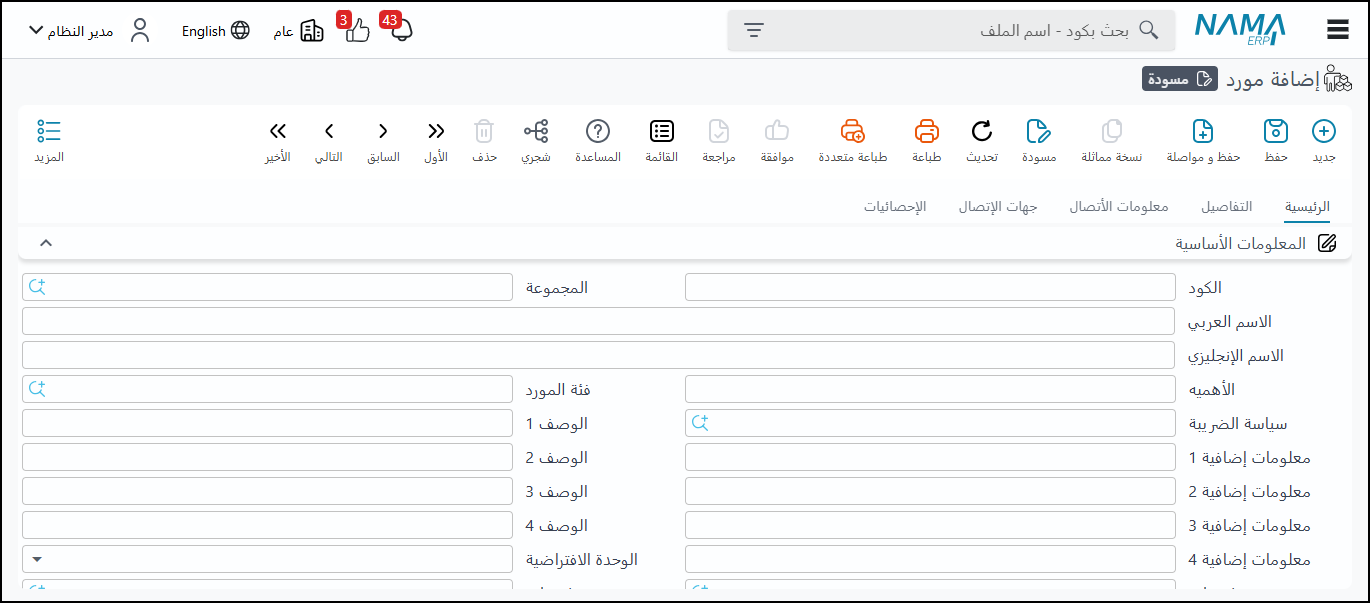 NAMA ERP بحث بكود - اسم الملف 43 3 عام English مدير النظام
إضافة مورد مسودة
جديد حفظ حفظ و مواصلة نسخة مماثلة مسودة تحديث طباعة طباعة متعددة موافقة مراجعة القائمة المساعدة شجري حذف الأول السابق التالي الأخير المزيد
الرئيسية التفاصيل معلومات الأتصال جهات الإتصال الإحصائيات
المعلومات الأساسية
الكود المجموعة
الاسم العربي
الاسم الإنجليزي
الأهميه فئة المورد
سياسة الضريبة الوصف 1
معلومات إضافية 1 الوصف 2
معلومات إضافية 2 الوصف 3
معلومات إضافية 3 الوصف 4
معلومات إضافية 4 الوحدة الافتراضية